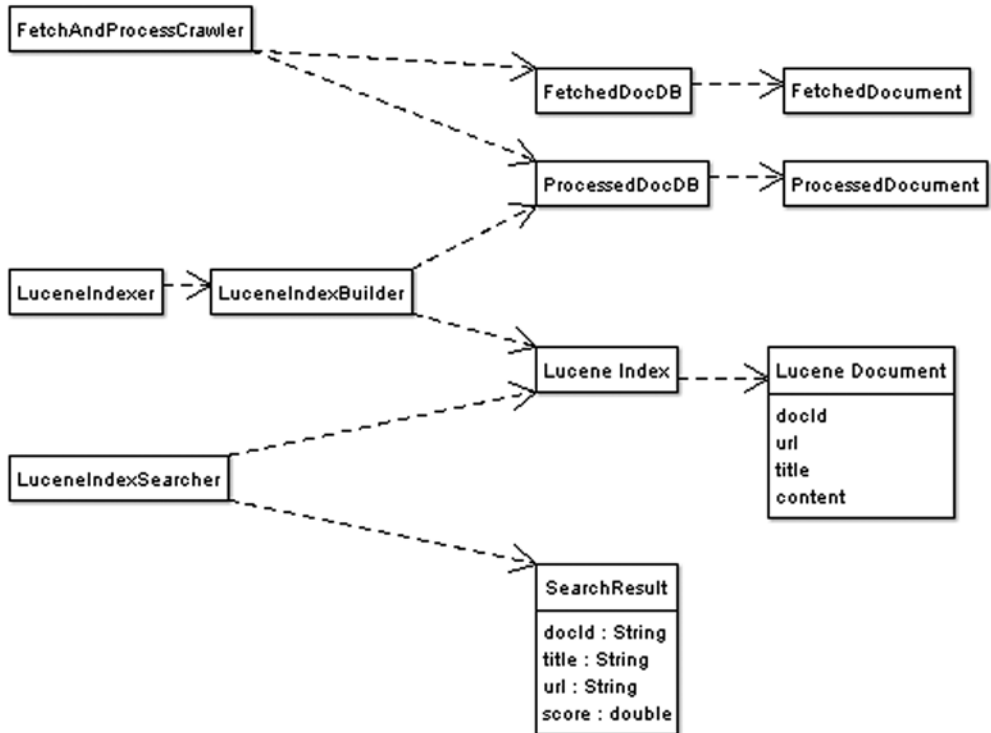 FetchAndProcessCrawler
FetchedDocDB
FetchedDocument
ProcessedDocDB
ProcessedDocument
LuceneIndexer
LuceneIndexBuilder
Lucene Index
Lucene Document
docId
url
title
content
LuceneIndexSearcher
SearchResult
docId : String
title : String
url : String
score : double